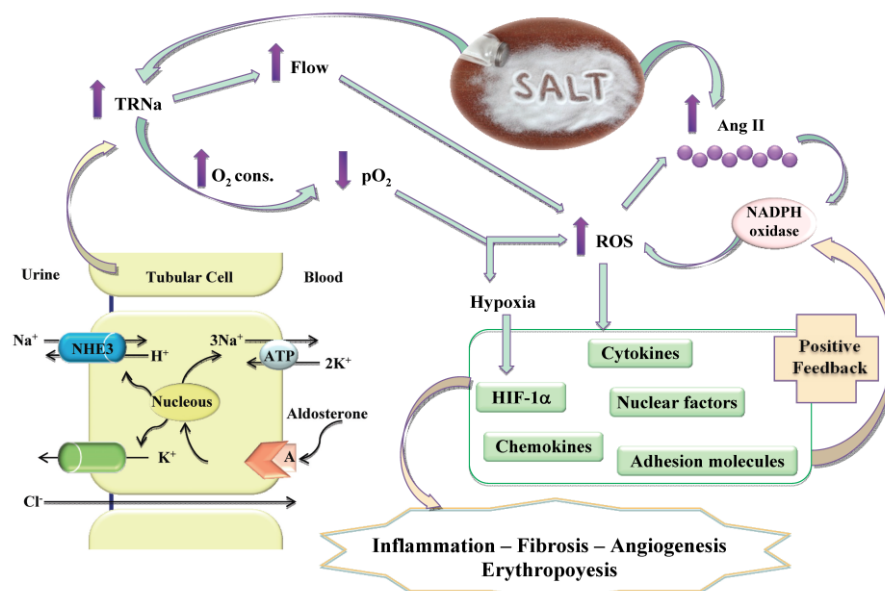 SALT
Flow
TRNa
Ang II
O₂ cons.
pO₂
NADPH
oxidase
ROS
Urine
Tubular Cell
Blood
Hypoxia
Na⁺
NHE3
H⁺
3Na⁺
ATP
2K⁺
Cytokines
Positive
Feedback
Nucleous
HIF-1α
Nuclear factors
Aldosterone
Chemokines
Adhesion molecules
K⁺
A
Cl⁻
Inflammation – Fibrosis – Angiogenesis
Erythropoyesis